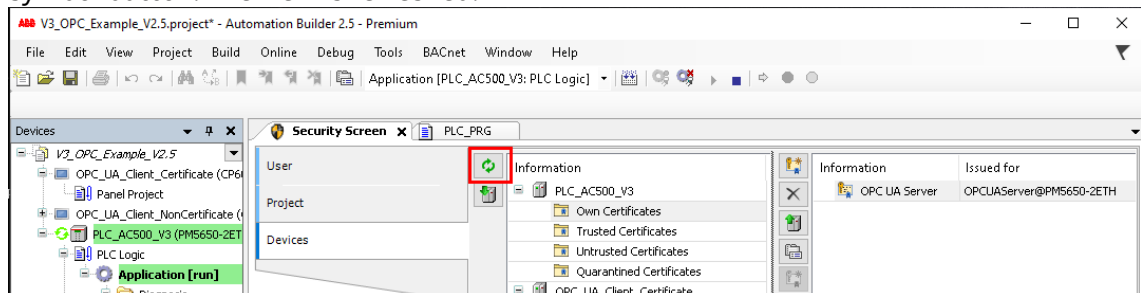 ABB V3_OPC_Example_V2.5.project* - Automation Builder 2.5 - Premium
File Edit View Project Build Online Debug Tools BACnet Window Help
Application [PLC_AC500_V3: PLC Logic]
Devices
Security Screen
PLC_PRG
V3_OPC_Example_V2.5
OPC_UA_Client_Certificate (CP6
Panel Project
OPC_UA_Client_NonCertificate (
PLC_AC500_V3 (PM5650-2ET
PLC Logic
Application [run]
User
Project
Devices
Information
PLC_AC500_V3
Own Certificates
Trusted Certificates
Untrusted Certificates
Quarantined Certificates
OPC_UA_Client_Certificate
Information Issued for
OPC UA Server OPCUAServer@PM5650-2ETH